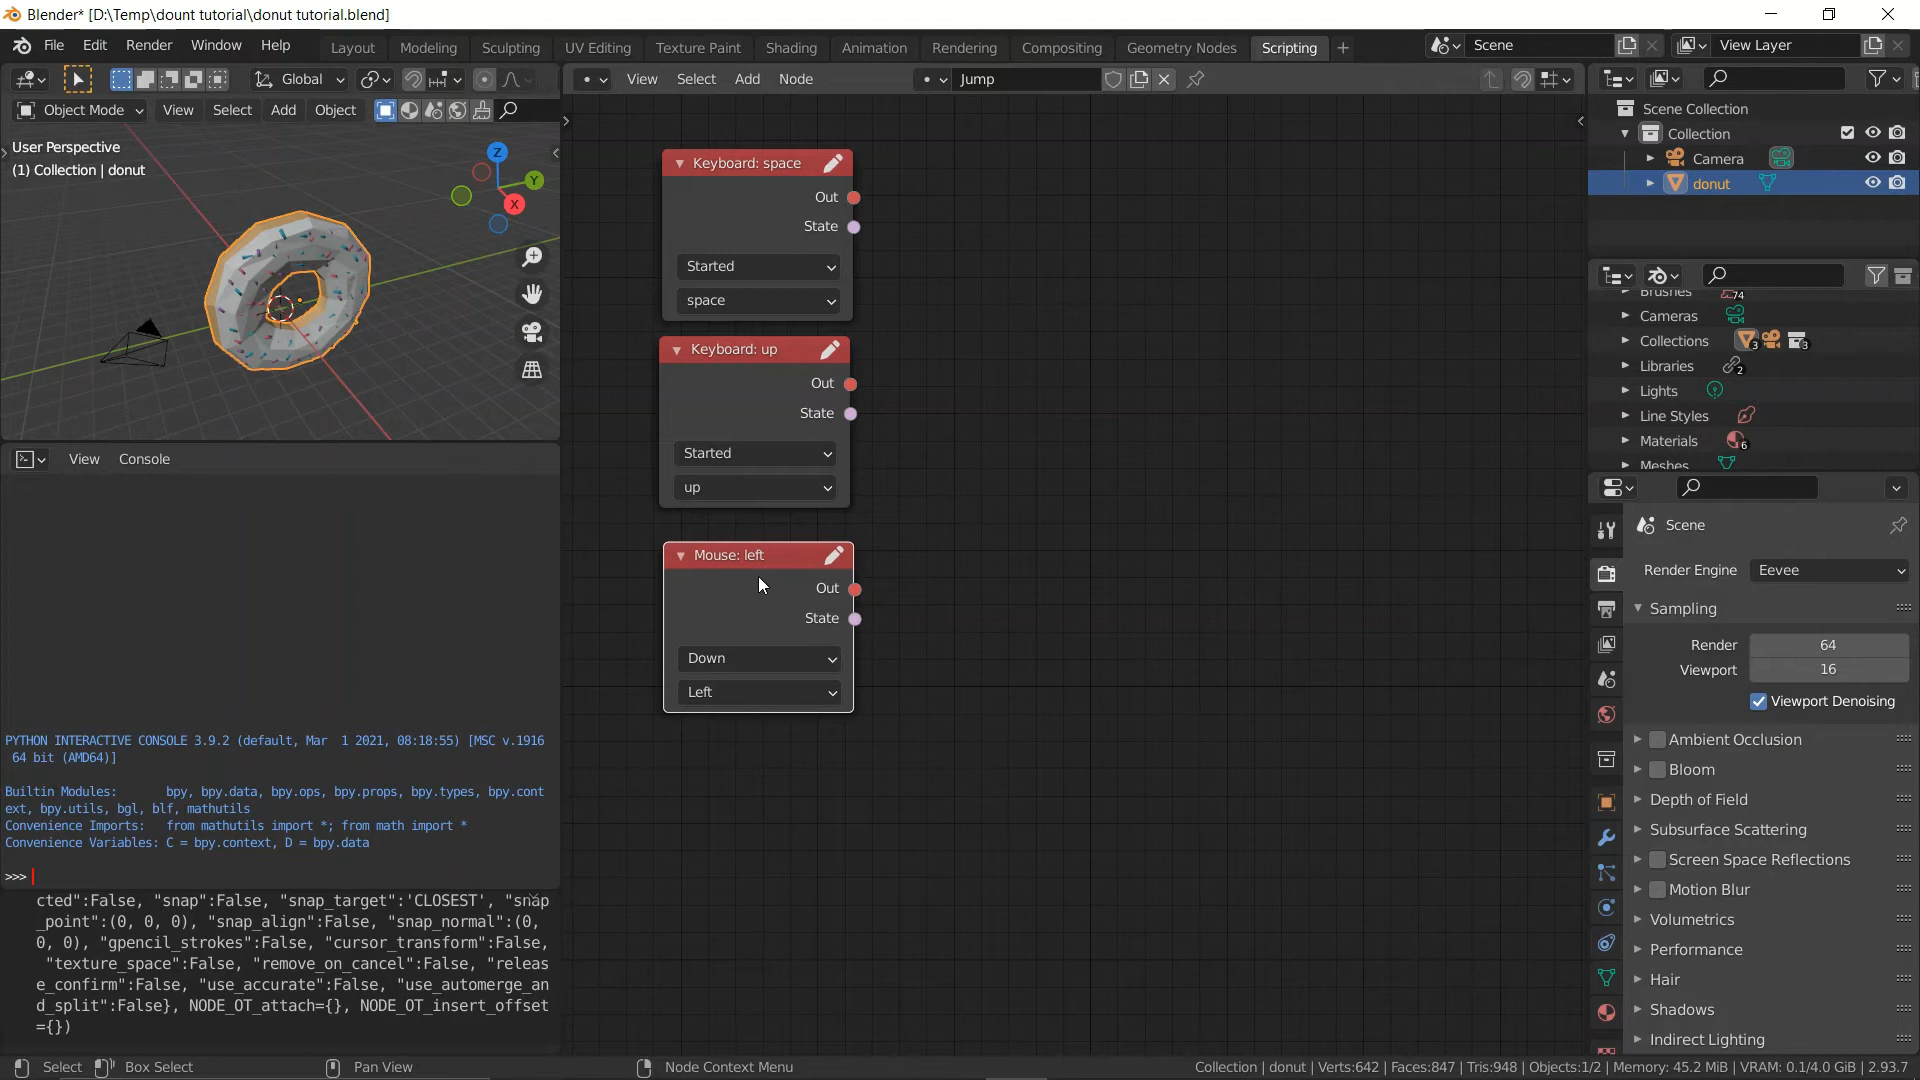 Blender* [D:\Temp\dount tutorial\donut tutorial.blend]
File Edit Render Window Help Layout Modeling Sculpting UV Editing Texture Paint Shading Animation Rendering Compositing Geometry Nodes Scripting Scene View Layer
Global View Select Add Node Jump
Object Mode View Select Add Object
User Perspective
(1) Collection | donut
Z
Y
X
View Console
PYTHON INTERACTIVE CONSOLE 3.9.2 (default, Mar 1 2021, 08:18:55) [MSC v.1916
64 bit (AMD64)]
Builtin Modules: bpy, bpy.data, bpy.ops, bpy.props, bpy.types, bpy.cont
ext, bpy.utils, bgl, blf, mathutils
Convenience Imports: from mathutils import *; from math import *
Convenience Variables: C = bpy.context, D = bpy.data
>>>
cted":False, "snap":False, "snap_target":'CLOSEST', "snap
_point":(0, 0, 0), "snap_align":False, "snap_normal":(0,
0, 0), "gpencil_strokes":False, "cursor_transform":False,
"texture_space":False, "remove_on_cancel":False, "releas
e_confirm":False, "use_accurate":False, "use_automerge_an
d_split":False}, NODE_OT_attach={}, NODE_OT_insert_offset
={})
Keyboard: space
Out
State
Started
space
Keyboard: up
Out
State
Started
up
Mouse: left
Out
State
Down
Left
Scene Collection
Collection
Camera
donut
Brushes 74
Cameras
Collections 3 3
Libraries 2
Lights
Line Styles
Materials 6
Meshes
Scene
Render Engine Eevee
Sampling
Render 64
Viewport 16
Viewport Denoising
Ambient Occlusion
Bloom
Depth of Field
Subsurface Scattering
Screen Space Reflections
Motion Blur
Volumetrics
Performance
Hair
Shadows
Indirect Lighting
Select Box Select Pan View Node Context Menu Collection | donut | Verts:642 | Faces:847 | Tris:948 | Objects:1/2 | Memory: 45.2 MiB | VRAM: 0.1/4.0 GiB | 2.93.7